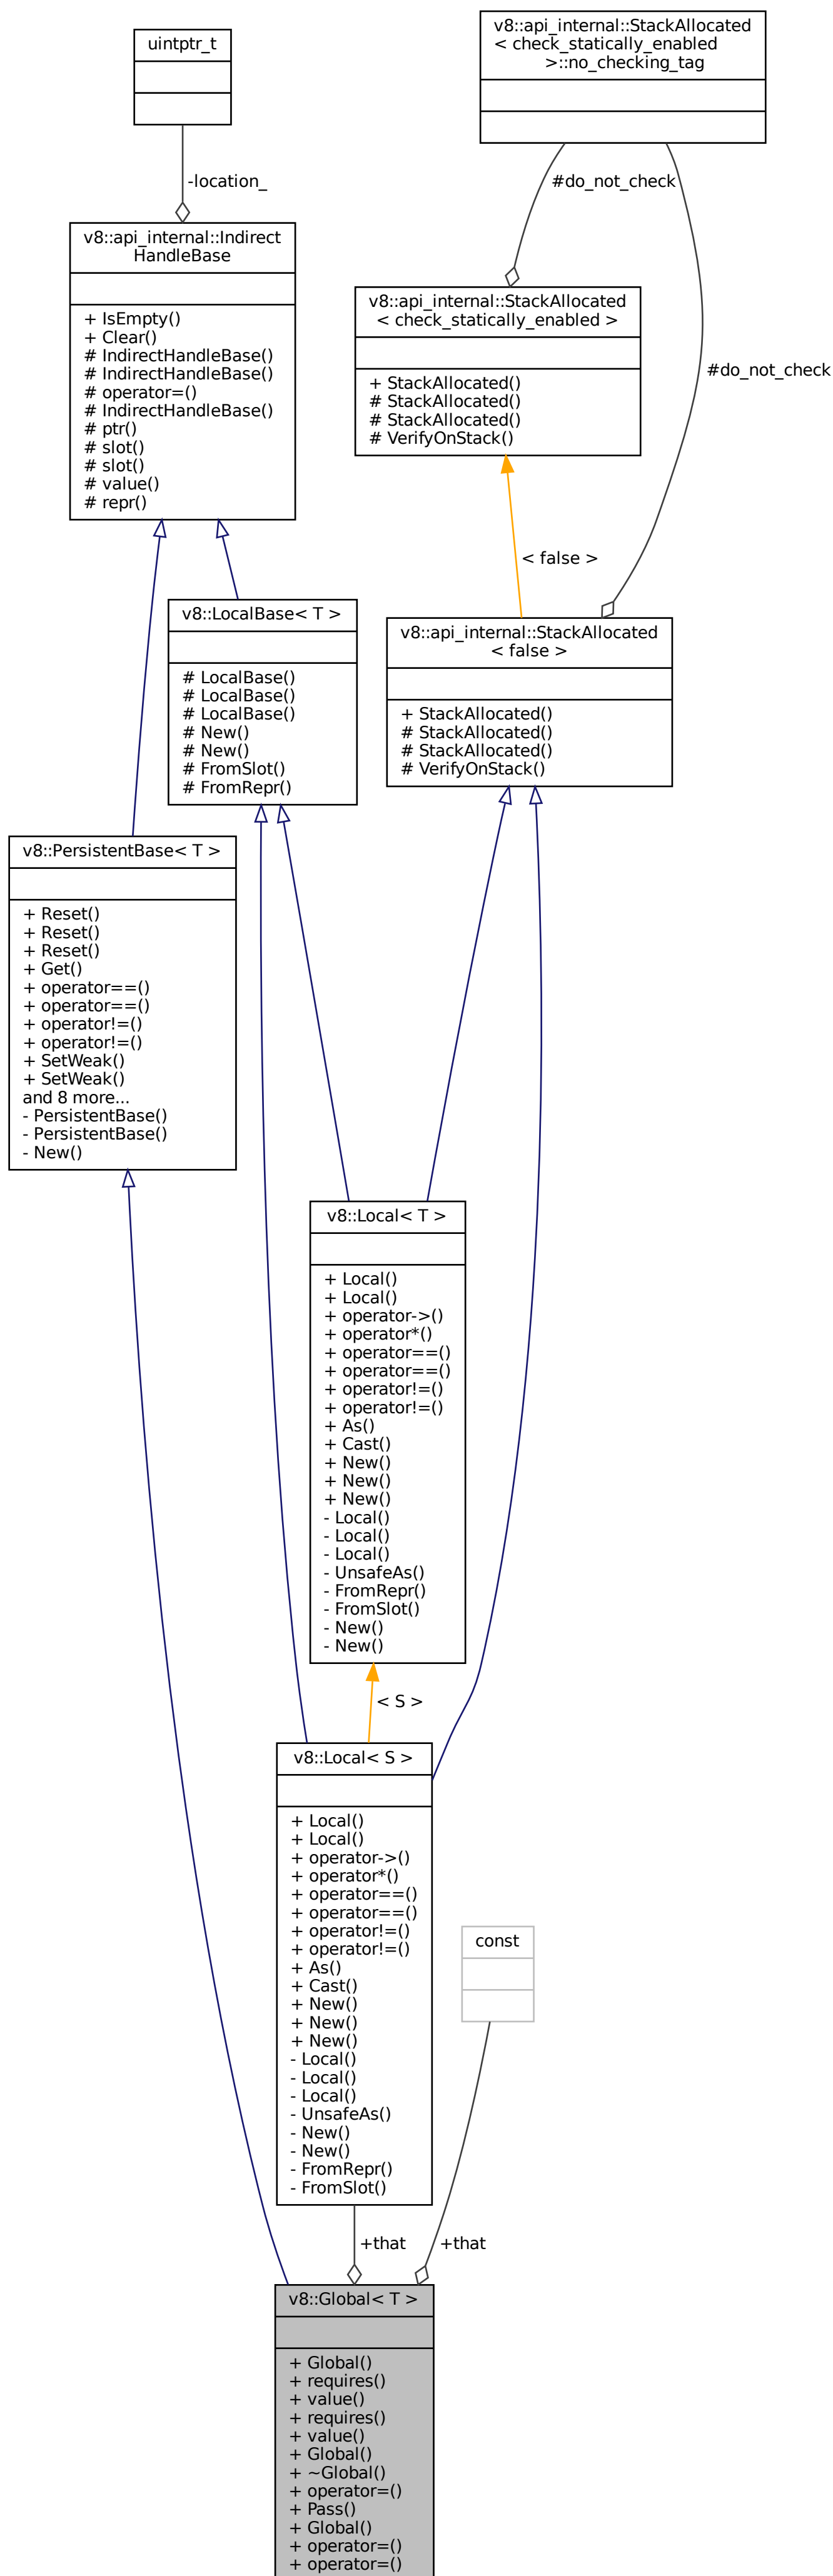 uintptr_t
v8::api_internal::StackAllocated
< check_statically_enabled
>::no_checking_tag
-location_
#do_not_check
v8::api_internal::Indirect
HandleBase
+ IsEmpty()
+ Clear()
# IndirectHandleBase()
# IndirectHandleBase()
# operator=()
# IndirectHandleBase()
# ptr()
# slot()
# slot()
# value()
# repr()
v8::api_internal::StackAllocated
< check_statically_enabled >
+ StackAllocated()
# StackAllocated()
# StackAllocated()
# VerifyOnStack()
#do_not_check
< false >
v8::LocalBase< T >
# LocalBase()
# LocalBase()
# LocalBase()
# New()
# New()
# FromSlot()
# FromRepr()
v8::api_internal::StackAllocated
< false >
+ StackAllocated()
# StackAllocated()
# StackAllocated()
# VerifyOnStack()
v8::PersistentBase< T >
+ Reset()
+ Reset()
+ Reset()
+ Get()
+ operator==()
+ operator==()
+ operator!=()
+ operator!=()
+ SetWeak()
+ SetWeak()
and 8 more...
- PersistentBase()
- PersistentBase()
- New()
v8::Local< T >
+ Local()
+ Local()
+ operator->()
+ operator*()
+ operator==()
+ operator==()
+ operator!=()
+ operator!=()
+ As()
+ Cast()
+ New()
+ New()
+ New()
- Local()
- Local()
- Local()
- UnsafeAs()
- FromRepr()
- FromSlot()
- New()
- New()
< S >
v8::Local< S >
+ Local()
+ Local()
+ operator->()
+ operator*()
+ operator==()
+ operator==()
+ operator!=()
+ operator!=()
+ As()
+ Cast()
+ New()
+ New()
+ New()
- Local()
- Local()
- Local()
- UnsafeAs()
- New()
- New()
- FromRepr()
- FromSlot()
const
+that
+that
v8::Global< T >
+ Global()
+ requires()
+ value()
+ requires()
+ value()
+ Global()
+ ~Global()
+ operator=()
+ Pass()
+ Global()
+ operator=()
+ operator=()